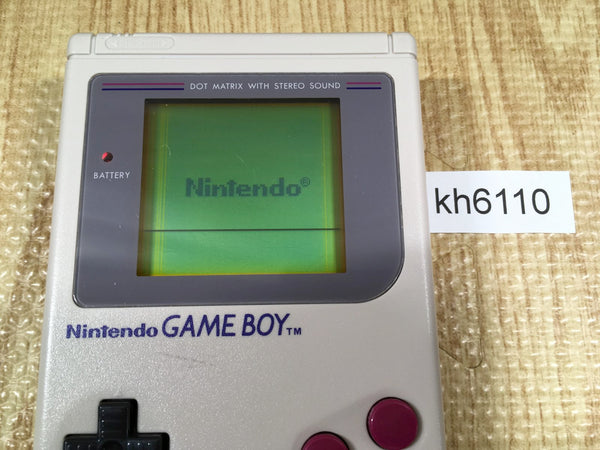 DOT MATRIX WITH STEREO SOUND
BATTERY
Nintendo®
kh6110
Nintendo GAME BOY™